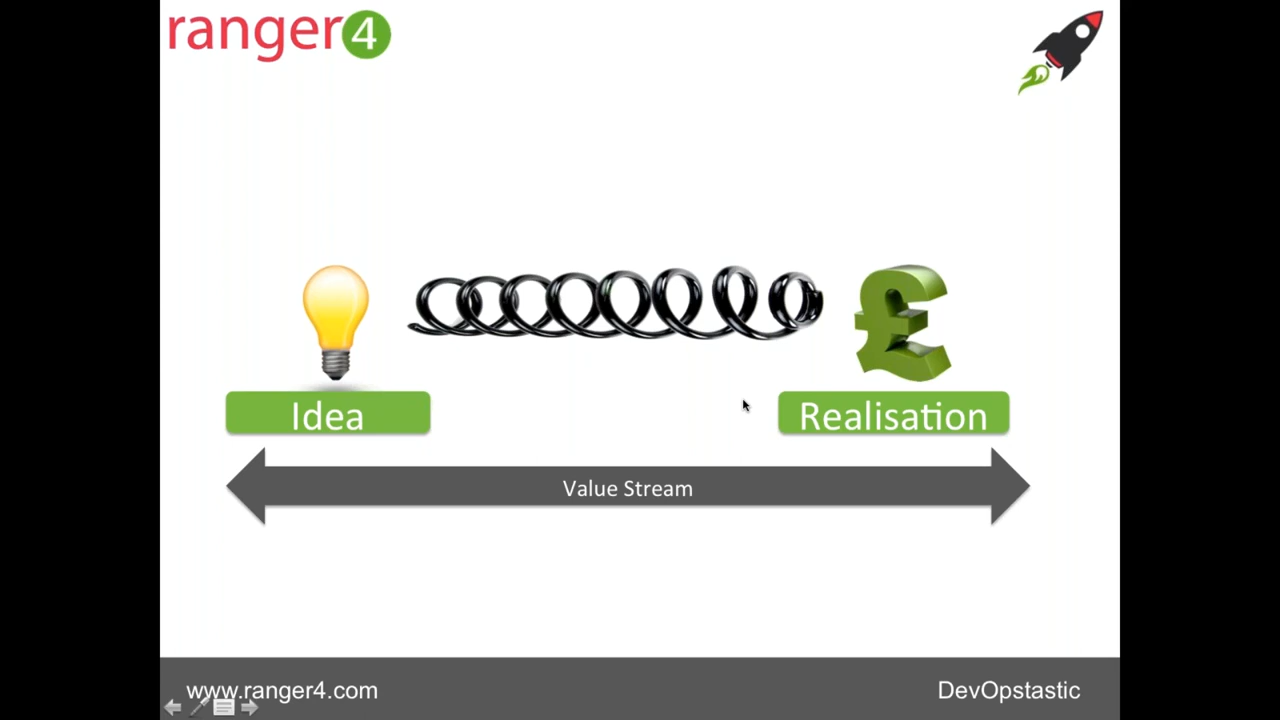 ranger4
Idea
Realisation
Value Stream
www.ranger4.com
DevOpstastic